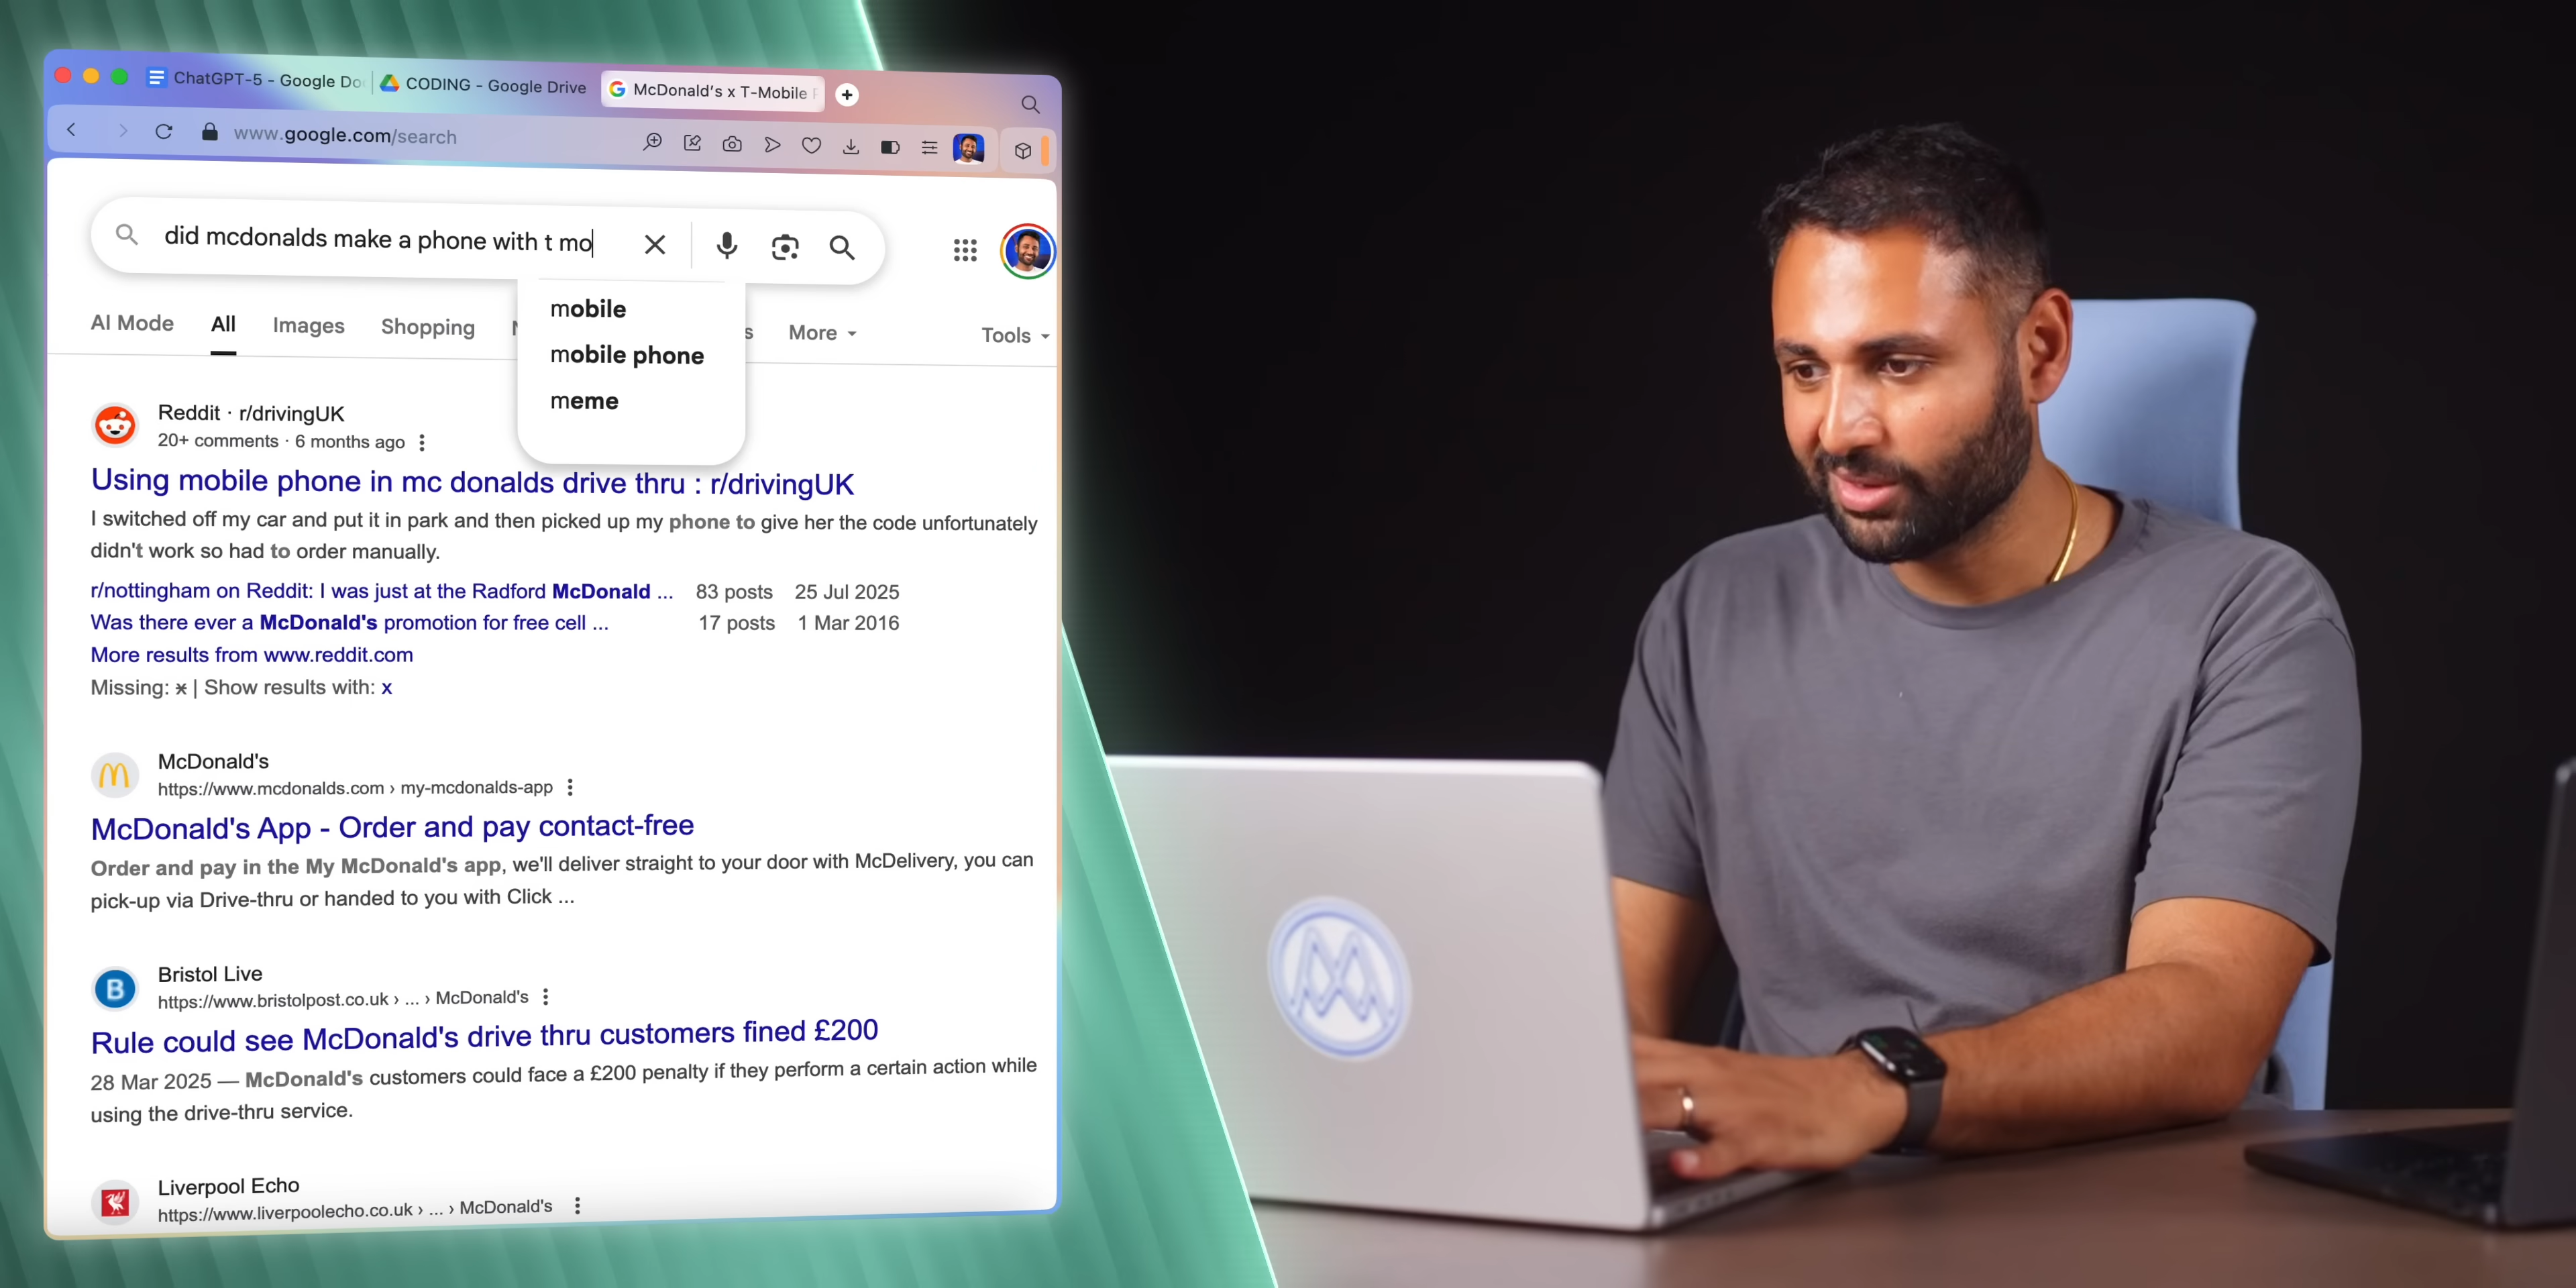 ChatGPT-5 - Google Do
CODING - Google Drive
McDonald's x T-Mobile
www.google.com/search
did mcdonalds make a phone with t mo
mobile
mobile phone
meme
AI Mode
All
Images
Shopping
More
Tools
Reddit · r/drivingUK
20+ comments · 6 months ago
Using mobile phone in mc donalds drive thru : r/drivingUK
I switched off my car and put it in park and then picked up my phone to give her the code unfortunately
didn't work so had to order manually.
r/nottingham on Reddit: I was just at the Radford McDonald ... 83 posts 25 Jul 2025
Was there ever a McDonald's promotion for free cell ... 17 posts 1 Mar 2016
More results from www.reddit.com
Missing: x | Show results with: x
McDonald's
https://www.mcdonalds.com › my-mcdonalds-app
McDonald's App - Order and pay contact-free
Order and pay in the My McDonald's app, we'll deliver straight to your door with McDelivery, you can
pick-up via Drive-thru or handed to you with Click ...
B
Bristol Live
https://www.bristolpost.co.uk › ... › McDonald's
Rule could see McDonald's drive thru customers fined £200
28 Mar 2025 — McDonald's customers could face a £200 penalty if they perform a certain action while
using the drive-thru service.
Liverpool Echo
https://www.liverpoolecho.co.uk › ... › McDonald's